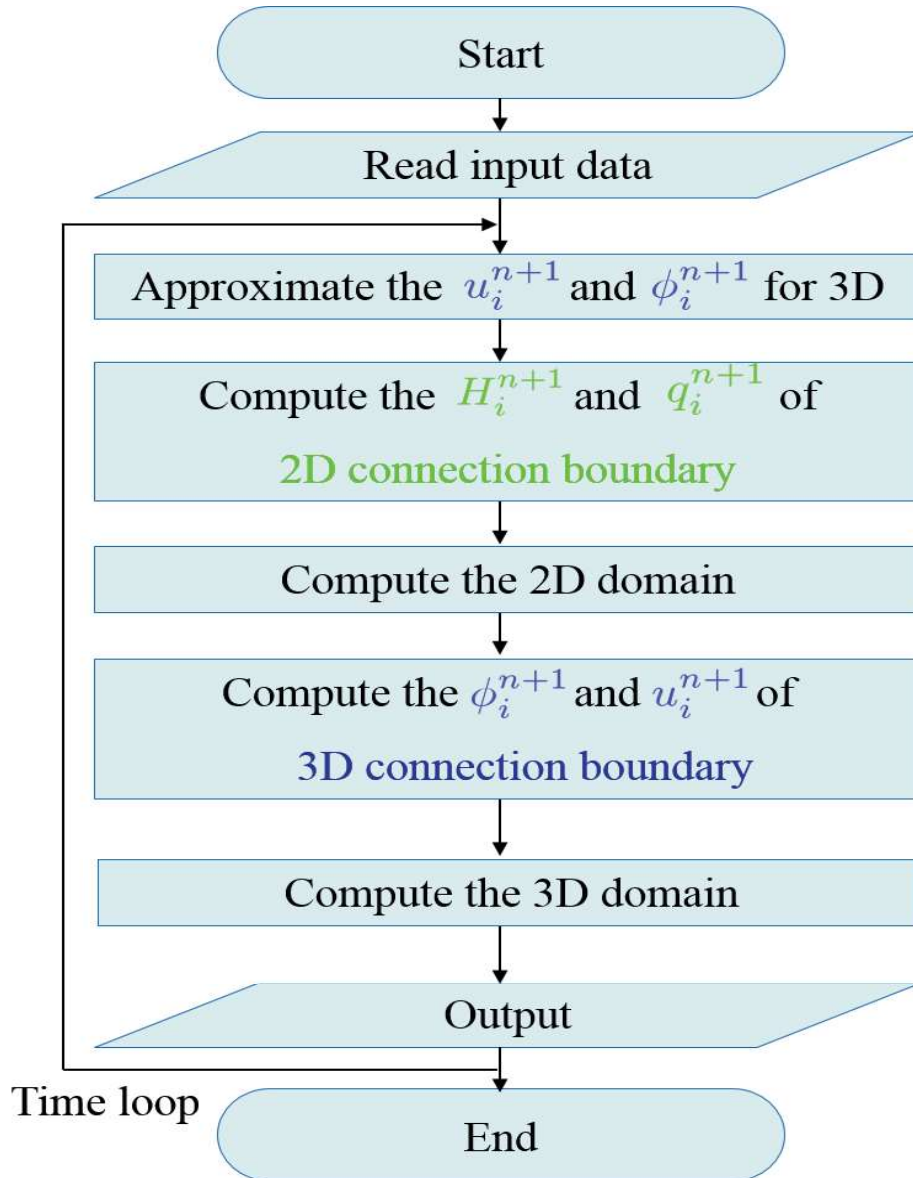 Start
Read input data
Approximate the $u_i^{n+1}$ and $\phi_i^{n+1}$ for 3D
Compute the $H_i^{n+1}$ and $q_i^{n+1}$ of
2D connection boundary
Compute the 2D domain
Compute the $\phi_i^{n+1}$ and $u_i^{n+1}$ of
3D connection boundary
Compute the 3D domain
Output
Time loop
End